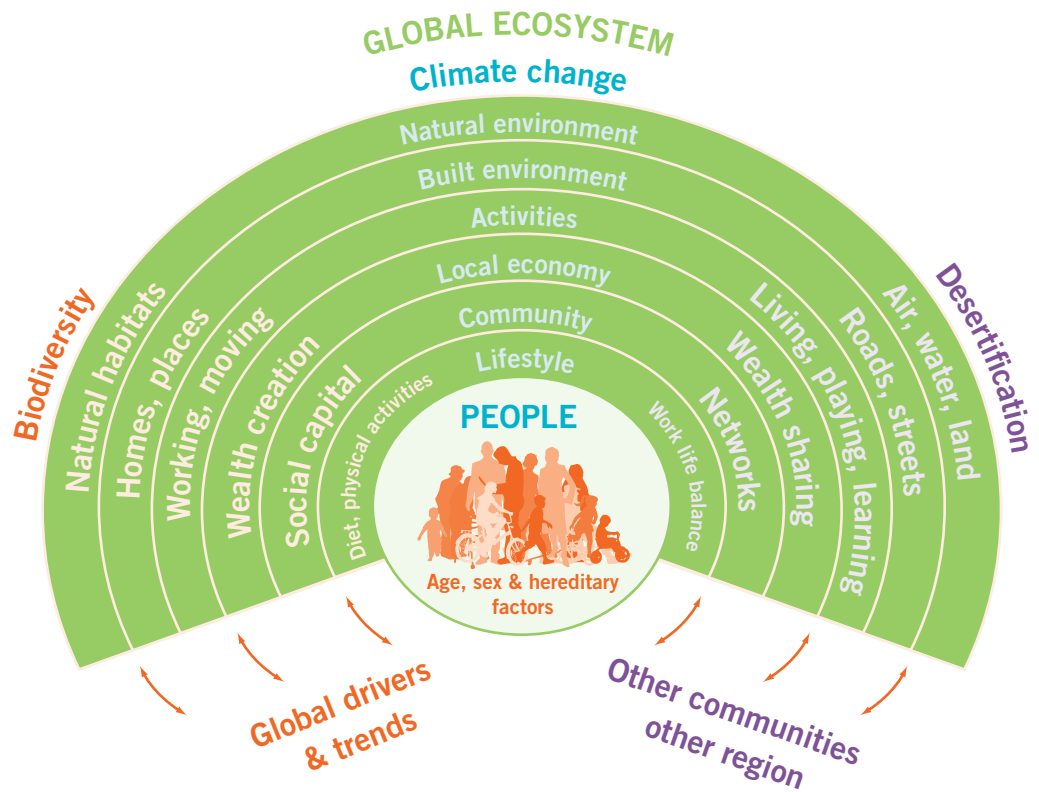 GLOBAL ECOSYSTEM
Climate change
Biodiversity
Desertification
Natural environment
Natural habitats
Air, water, land
Built environment
Homes, places
Roads, streets
Activities
Working, moving
Living, playing, learning
Local economy
Wealth creation
Wealth sharing
Community
Social capital
Networks
Lifestyle
Diet, physical activities
Work life balance
PEOPLE
Age, sex & hereditary
factors
Global drivers
& trends
Other communities
other region